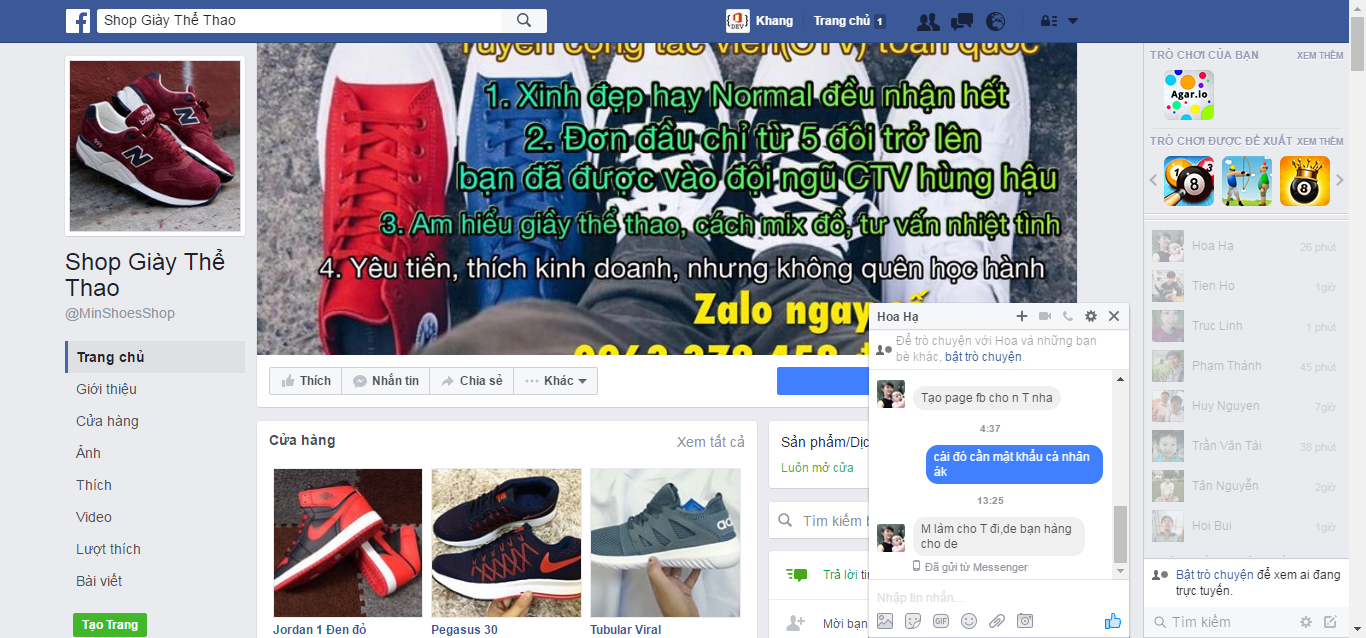 Shop Giày Thể Thao
Khang
Trang chủ 1
Shop Giày Thể
Thao
@MinShoesShop
Trang chủ
Giới thiệu
Cửa hàng
Ảnh
Thích
Video
Lượt thích
Bài viết
Tạo Trang
Tuyển cộng tác viên(CTV) toàn quốc
1. Xinh đẹp hay Normal đều nhận hết
2. Đơn đầu chỉ từ 5 đôi trở lên
bạn đã được vào đội ngũ CTV hùng hậu
3. Am hiểu giầy thể thao, cách mix đồ, tư vấn nhiệt tình
4. Yêu tiền, thích kinh doanh, nhưng không quên học hành
Zalo ngay số
Thích
Nhắn tin
Chia sẻ
Khác
Cửa hàng
Xem tất cả
Jordan 1 Đen đỏ
Pegasus 30
Tubular Viral
Sản phẩm/Dịc
Luôn mở cửa
Tìm kiếm b
Trả lời ti
Mời bạn
Hoa Hạ
Để trò chuyện với Hoa và những bạn
bè khác, bật trò chuyện.
Tạo page fb cho n T nha
4:37
cái đó cần mật khẩu cá nhân
ák
13:25
M làm cho T đi,de bạn hàng
cho de
Đã gửi từ Messenger
Nhập tin nhắn...
GIF
TRÒ CHƠI CỦA BẠN
XEM THÊM
Agar.io
TRÒ CHƠI ĐƯỢC ĐỀ XUẤT
XEM THÊM
Hoa Hạ 26 phút
Tien Ho 1giờ
Truc Linh 1 phút
Phạm Thánh 45 phút
Huy Nguyen 7giờ
Trần Văn Tài 38 phút
Tân Nguyễn 2giờ
Hoi Bui 1giờ
Bật trò chuyện để xem ai đang
trực tuyến.
Tìm kiếm